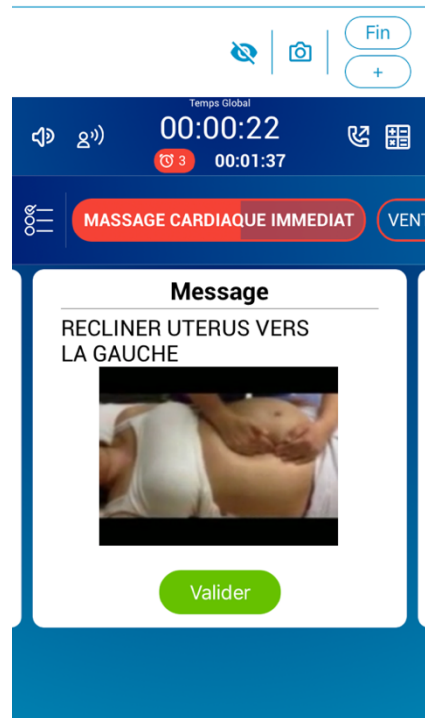 Fin
+
Temps Global
00:00:22
3
00:01:37
MASSAGE CARDIAQUE IMMEDIAT
VENT
Message
RECLINER UTERUS VERS
LA GAUCHE
Valider